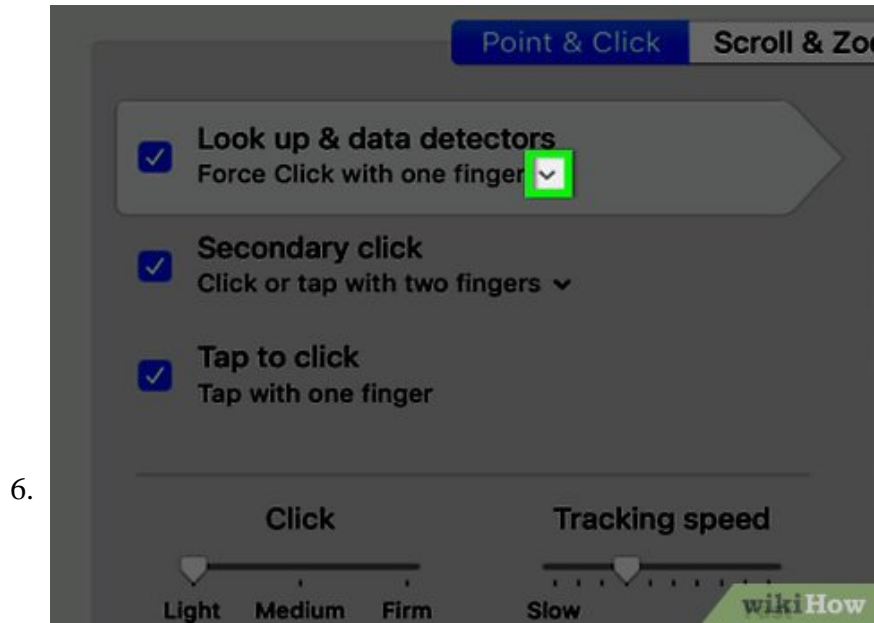 Point & Click Scroll & Zo
Look up & data detectors
Force Click with one finger
Secondary click
Click or tap with two fingers
Tap to click
Tap with one finger
6.
Click Tracking speed
Light Medium Firm Slow
wikiHow